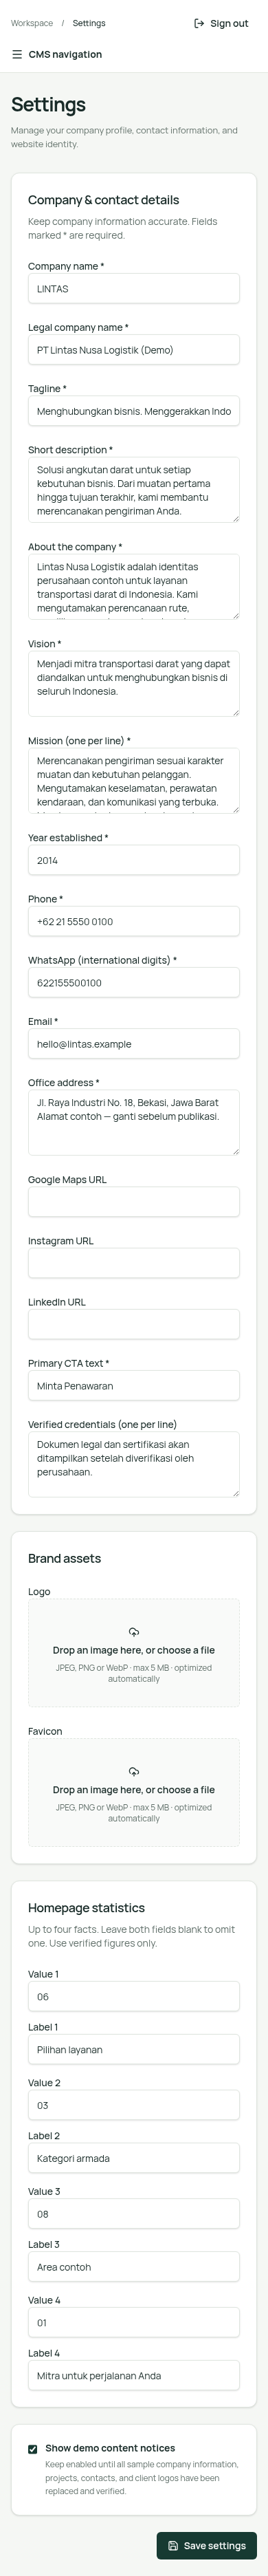 Workspace / Settings
Sign out
CMS navigation
Settings
Manage your company profile, contact information, and
website identity.
Company & contact details
Keep company information accurate. Fields
marked * are required.
Company name *
LINTAS
Legal company name *
PT Lintas Nusa Logistik (Demo)
Tagline *
Menghubungkan bisnis. Menggerakkan Indo
Short description *
Solusi angkutan darat untuk setiap
kebutuhan bisnis. Dari muatan pertama
hingga tujuan terakhir, kami membantu
merencanakan pengiriman Anda.
About the company *
Lintas Nusa Logistik adalah identitas
perusahaan contoh untuk layanan
transportasi darat di Indonesia. Kami
mengutamakan perencanaan rute,
Vision *
Menjadi mitra transportasi darat yang dapat
diandalkan untuk menghubungkan bisnis di
seluruh Indonesia.
Mission (one per line) *
Merencanakan pengiriman sesuai karakter
muatan dan kebutuhan pelanggan.
Mengutamakan keselamatan, perawatan
kendaraan, dan komunikasi yang terbuka.
Year established *
2014
Phone *
+62 21 5550 0100
WhatsApp (international digits) *
622155500100
Email *
hello@lintas.example
Office address *
Jl. Raya Industri No. 18, Bekasi, Jawa Barat
Alamat contoh — ganti sebelum publikasi.
Google Maps URL
Instagram URL
LinkedIn URL
Primary CTA text *
Minta Penawaran
Verified credentials (one per line)
Dokumen legal dan sertifikasi akan
ditampilkan setelah diverifikasi oleh
perusahaan.
Brand assets
Logo
Drop an image here, or choose a file
JPEG, PNG or WebP · max 5 MB · optimized
automatically
Favicon
Drop an image here, or choose a file
JPEG, PNG or WebP · max 5 MB · optimized
automatically
Homepage statistics
Up to four facts. Leave both fields blank to omit
one. Use verified figures only.
Value 1
06
Label 1
Pilihan layanan
Value 2
03
Label 2
Kategori armada
Value 3
08
Label 3
Area contoh
Value 4
01
Label 4
Mitra untuk perjalanan Anda
Show demo content notices
Keep enabled until all sample company information,
projects, contacts, and client logos have been
replaced and verified.
Save settings